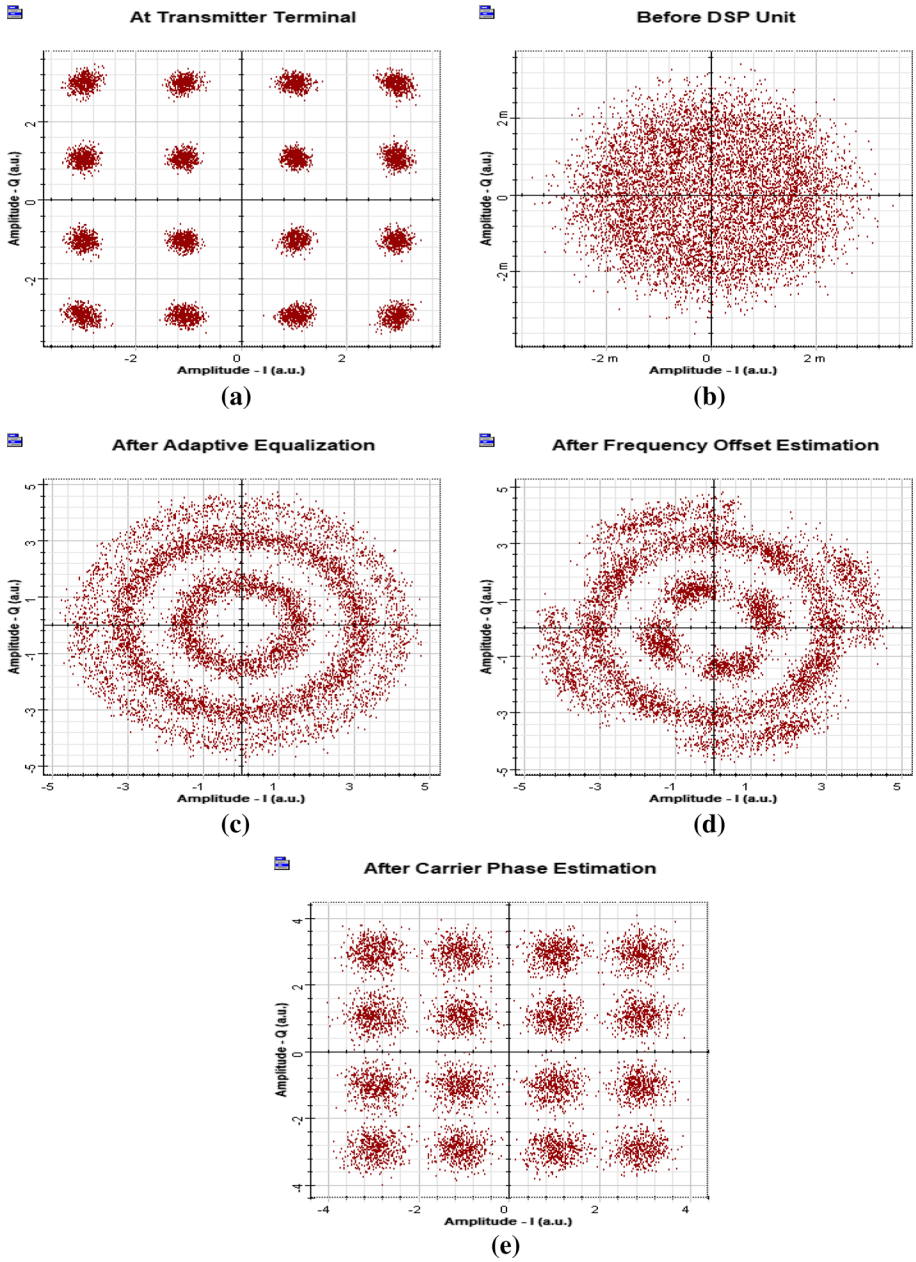 At Transmitter Terminal
Amplitude - Q (a.u.)
2
0
-2
-2
0
2
Amplitude - I (a.u.)
(a)
Before DSP Unit
Amplitude - Q (a.u.)
2 m
0
-2 m
-2 m
0
2 m
Amplitude - I (a.u.)
(b)
After Adaptive Equalization
Amplitude - Q (a.u.)
5
3
1
-1
-3
-5
-5
-3
-1
1
3
5
Amplitude - I (a.u.)
(c)
After Frequency Offset Estimation
Amplitude - Q (a.u.)
5
3
1
-1
-3
-5
-5
-3
-1
1
3
5
Amplitude - I (a.u.)
(d)
After Carrier Phase Estimation
Amplitude - Q (a.u.)
4
2
0
-2
-4
-4
-2
0
2
4
Amplitude - I (a.u.)
(e)